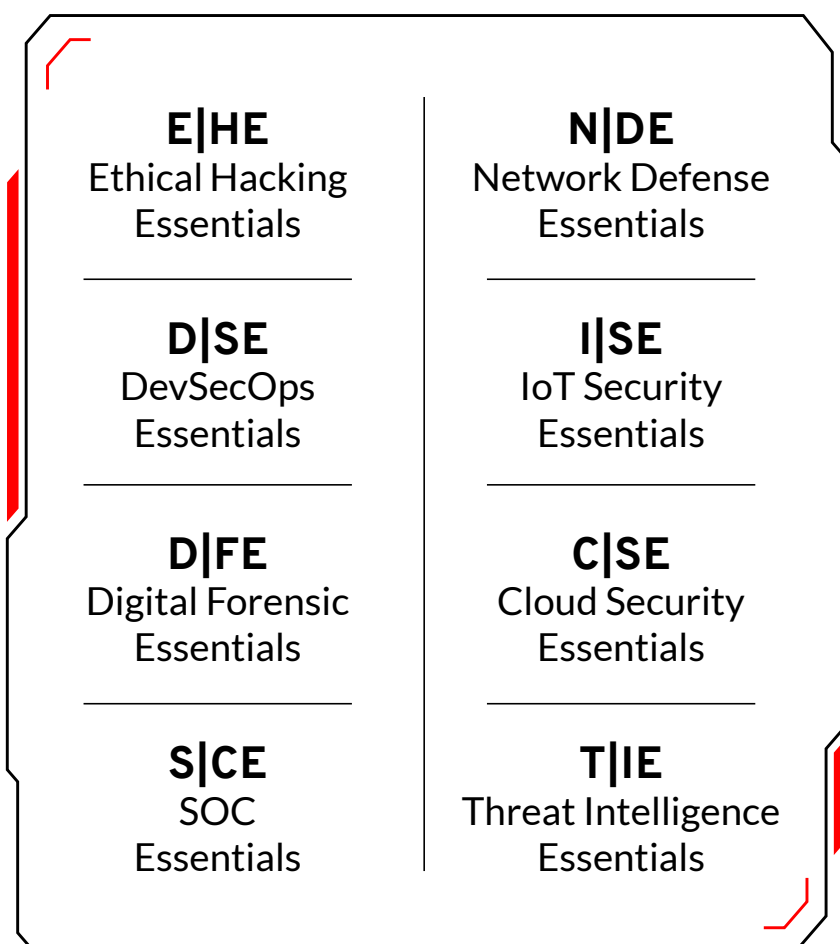 E|HE
Ethical Hacking
Essentials
N|DE
Network Defense
Essentials
D|SE
DevSecOps
Essentials
I|SE
IoT Security
Essentials
D|FE
Digital Forensic
Essentials
C|SE
Cloud Security
Essentials
S|CE
SOC
Essentials
T|IE
Threat Intelligence
Essentials